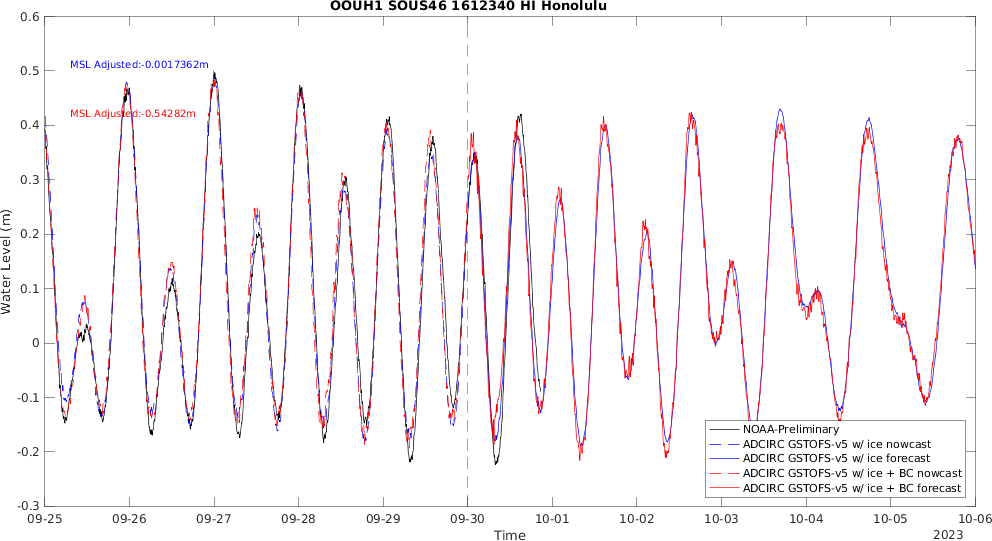 OOUH1 SOUS46 1612340 HI Honolulu
0.6
0.5
0.4
0.3
0.2
0.1
0
-0.1
-0.2
-0.3
Water Level (m)
MSL Adjusted:-0.0017362m
MSL Adjusted:-0.54282m
NOAA-Preliminary
ADCIRC GSTOFS-v5 w/ ice nowcast
ADCIRC GSTOFS-v5 w/ ice forecast
ADCIRC GSTOFS-v5 w/ ice + BC nowcast
ADCIRC GSTOFS-v5 w/ ice + BC forecast
09-25 09-26 09-27 09-28 09-29 09-30 10-01 10-02 10-03 10-04 10-05 10-06
Time
2023